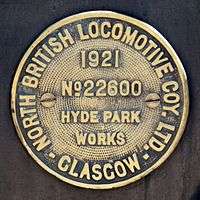 NORTH BRITISH LOCOMOTIVE COY. LTD.
1921
No22600
HYDE PARK
WORKS
- GLASGOW -